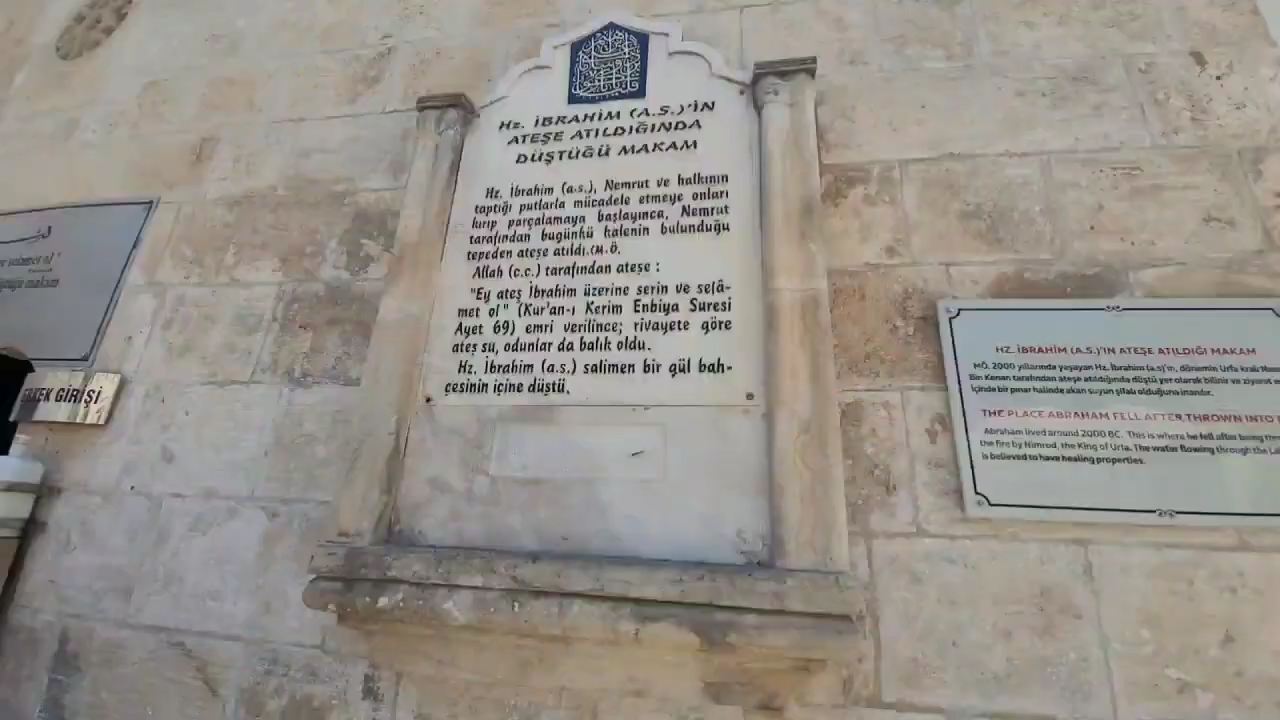 Hz. İBRAHİM (A.S.)'İN
ATEŞE ATILDIĞINDA
DÜŞTÜĞÜ MAKAM
Hz. İbrahim (a.s.), Nemrut ve halkının
taptığı putlarla mücadele etmeye onları
kırıp parçalamaya başlayınca, Nemrut
tarafından bugünkü kalenin bulunduğu
tepeden ateşe atıldı.(M.Ö.
Allah (c.c.) tarafından ateşe :
"Ey ateş İbrahim üzerine serin ve selâ-
met ol" (Kur'an-ı Kerim Enbiya Suresi
Ayet 69) emri verilince; rivayete göre
ateş su, odunlar da balık oldu.
Hz. İbrahim (a.s.) salimen bir gül bah-
çesinin içine düştü.
ve selamet ol"
makam
ERKEK GİRİŞİ
HZ. İBRAHİM (A.S.)'IN ATEŞE ATILDIĞI MAKAM
MÖ. 2000 yıllarında yaşayan Hz. İbrahim (a.s)'ın, dönemin Urfa kralı
Bin Kenan tarafından ateşe atıldığında düştü yer olarak bilinir ve ziyaret
içinde bir pınar halinde akan suyun şifalı olduğuna inanılır.
THE PLACE ABRAHAM FELL AFTER THROWN INTO
Abraham lived around 2000 BC. This is where he fell after being
the fire by Nimrod, the King of Urfa. The water flowing through the
is believed to have healing properties.